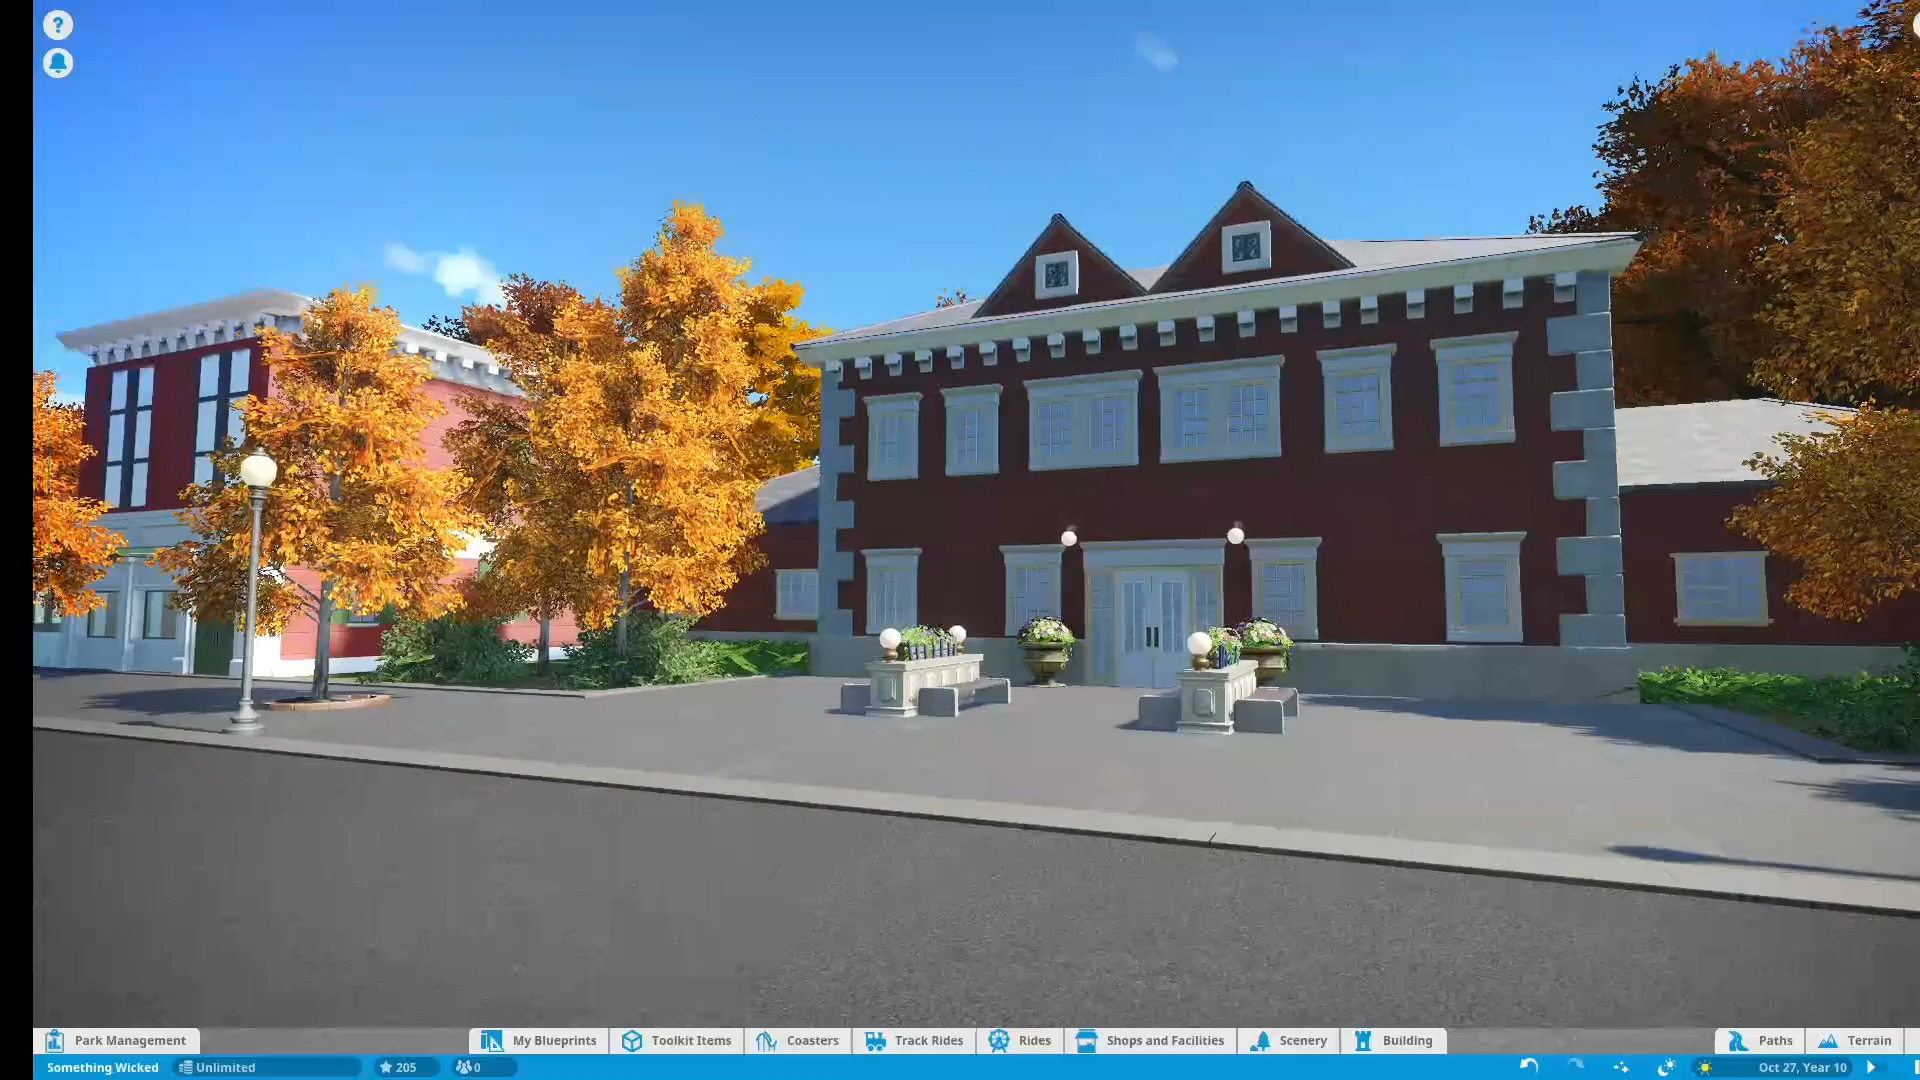 ?
Park Management
My Blueprints
Toolkit Items
Coasters
Track Rides
Rides
Shops and Facilities
Scenery
Building
Paths
Terrain
Something Wicked
Unlimited
205
0
Oct 27, Year 10